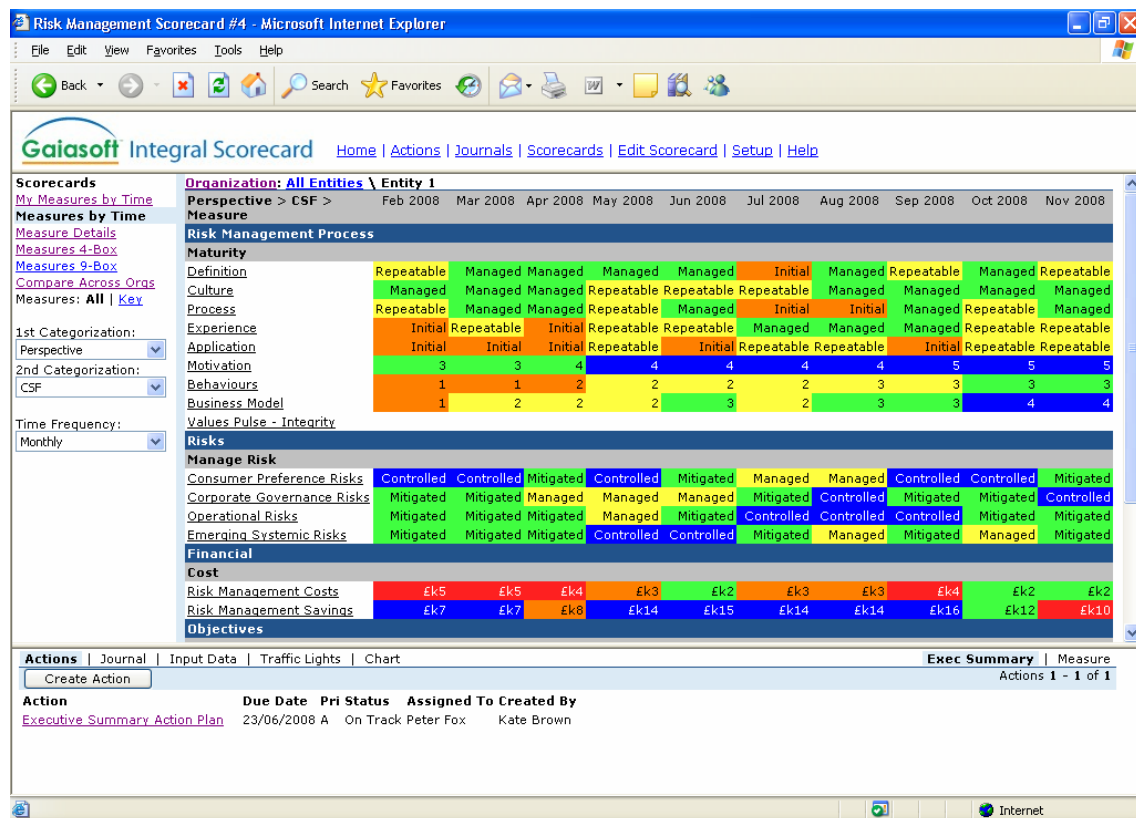 Risk Management Scorecard #4 - Microsoft Internet Explorer
File Edit View Favorites Tools Help
Back Search Favorites
Gaiasoft Integral Scorecard Home | Actions | Journals | Scorecards | Edit Scorecard | Setup | Help
Scorecards
My Measures by Time
Measures by Time
Measure Details
Measures 4-Box
Measures 9-Box
Compare Across Orgs
Measures: All | Key
1st Categorization:
Perspective
2nd Categorization:
CSF
Time Frequency:
Monthly
Organization: All Entities \ Entity 1
Perspective > CSF > Measure Feb 2008 Mar 2008 Apr 2008 May 2008 Jun 2008 Jul 2008 Aug 2008 Sep 2008 Oct 2008 Nov 2008
Risk Management Process
Maturity
Definition Repeatable Managed Managed Managed Managed Initial Managed Repeatable Managed Repeatable
Culture Managed Managed Managed Repeatable Repeatable Repeatable Managed Managed Managed Managed
Process Repeatable Managed Managed Repeatable Managed Initial Initial Managed Repeatable Managed
Experience Initial Repeatable Initial Repeatable Repeatable Managed Managed Managed Repeatable Repeatable
Application Initial Initial Initial Repeatable Initial Repeatable Repeatable Initial Repeatable Repeatable
Motivation 3 3 4 4 4 4 4 5 5 5
Behaviours 1 1 2 2 2 2 3 3 3 3
Business Model 1 2 2 2 3 2 3 3 4 4
Values Pulse - Integrity
Risks
Manage Risk
Consumer Preference Risks Controlled Controlled Mitigated Controlled Mitigated Managed Managed Controlled Controlled Mitigated
Corporate Governance Risks Mitigated Mitigated Managed Managed Managed Mitigated Controlled Mitigated Mitigated Controlled
Operational Risks Mitigated Mitigated Mitigated Managed Mitigated Controlled Controlled Controlled Mitigated Mitigated
Emerging Systemic Risks Mitigated Mitigated Mitigated Controlled Controlled Mitigated Managed Mitigated Managed Mitigated
Financial
Cost
Risk Management Costs £k5 £k5 £k4 £k3 £k2 £k3 £k3 £k4 £k2 £k2
Risk Management Savings £k7 £k7 £k8 £k14 £k15 £k14 £k14 £k16 £k12 £k10
Objectives
Actions | Journal | Input Data | Traffic Lights | Chart Exec Summary | Measure
Create Action Actions 1 - 1 of 1
Action Due Date Pri Status Assigned To Created By
Executive Summary Action Plan 23/06/2008 A On Track Peter Fox Kate Brown
Internet